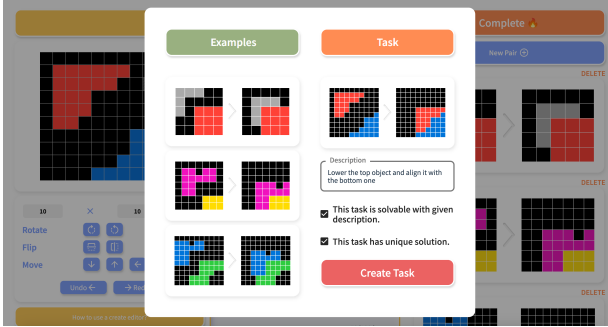 Examples
Task
Complete 🔥
New Pair ⊕
DELETE
Description
Lower the top object and align it with
the bottom one
This task is solvable with given
description.
This task has unique solution.
Create Task
DELETE
DELETE
10 × 10
Rotate
Flip
Move
Undo ←
→ Red
How to use a create editor?